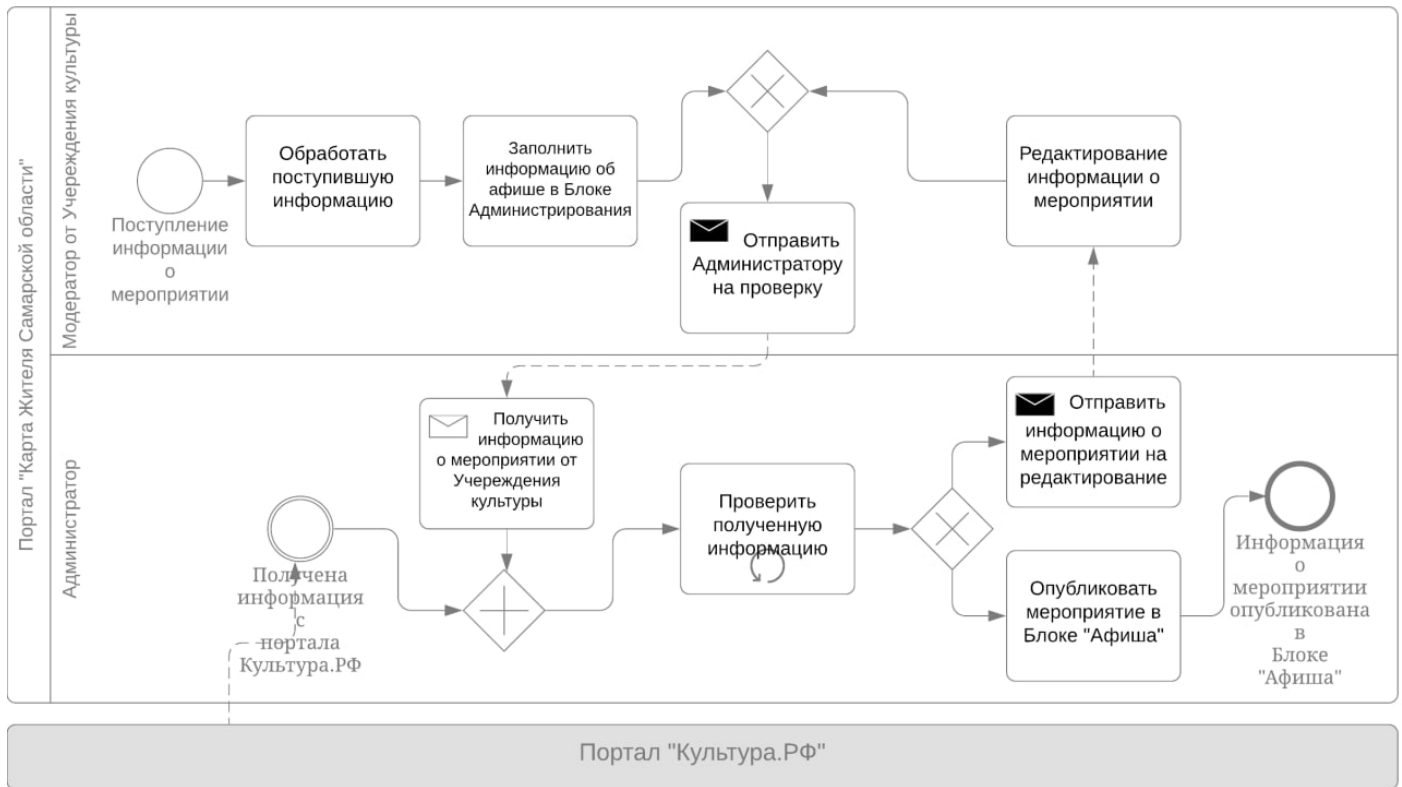 Портал "Карта Жителя Самарской области"
Модератор от Учереждения культуры
Поступление
информации
о
мероприятии
Обработать
поступившую
информацию
Заполнить
информацию об
афише в Блоке
Администрирования
Отправить
Администратору
на проверку
Редактирование
информации о
мероприятии
Администратор
Получена
информация
с
портала
Культура.РФ
Получить
информацию
о мероприятии от
Учереждения
культуры
Проверить
полученную
информацию
Отправить
информацию о
мероприятии на
редактирование
Опубликовать
мероприятие в
Блоке "Афиша"
Информация
о
мероприятии
опубликована
в
Блоке
"Афиша"
Портал "Культура.РФ"